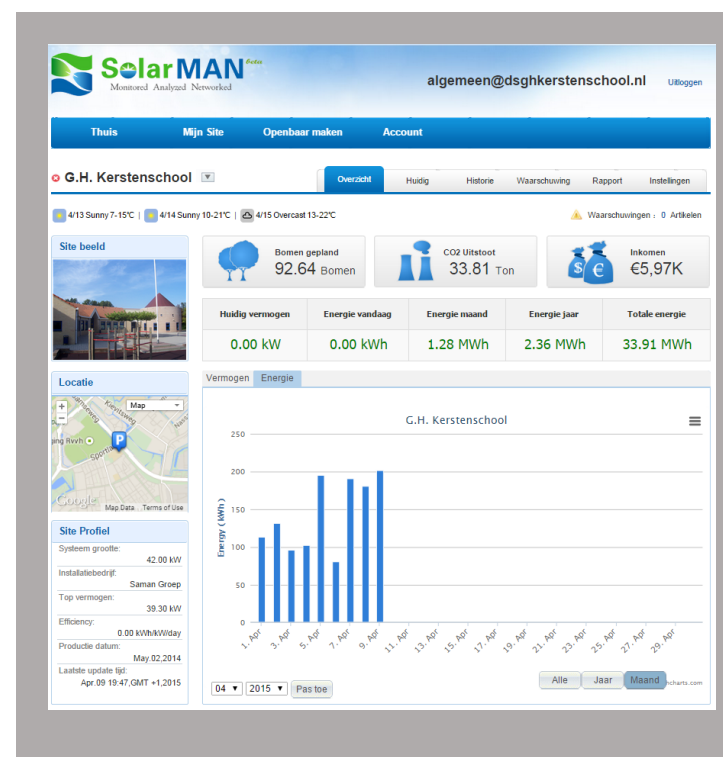 SolarMAN Beta
Monitored Analyzed Networked
algemeen@dsghkerstenschool.nl Uitloggen
Thuis Mijn Site Openbaar maken Account
G.H. Kerstenschool
Overzicht Huidig Historie Waarschuwing Rapport Instellingen
4/13 Sunny 7-15℃ | 4/14 Sunny 10-21℃ | 4/15 Overcast 13-22℃
Waarschuwingen : 0 Artikelen
Site beeld
Bomen gepland
92.64 Bomen
CO2 Uitstoot
33.81 Ton
$ €
Inkomen
€5,97K
Huidig vermogen Energie vandaag Energie maand Energie jaar Totale energie
0.00 kW 0.00 kWh 1.28 MWh 2.36 MWh 33.91 MWh
Locatie
+
−
Map
Kievitsweg
P
Google
Map Data Terms of Use
Site Profiel
Systeem grootte:
42.00 kW
Installatiebedrijf:
Saman Groep
Top vermogen:
39.30 kW
Efficiency:
0.00 kWh/kW/day
Productie datum:
May.02,2014
Laatste update tijd:
Apr.09 19:47,GMT +1,2015
Vermogen Energie
G.H. Kerstenschool
Energy ( kWh )
250
200
150
100
50
0
1. Apr 3. Apr 5. Apr 7. Apr 9. Apr 11. Apr 13. Apr 15. Apr 17. Apr 19. Apr 21. Apr 23. Apr 25. Apr 27. Apr 29. Apr
04 2015 Pas toe
Alle Jaar Maand
hcharts.com